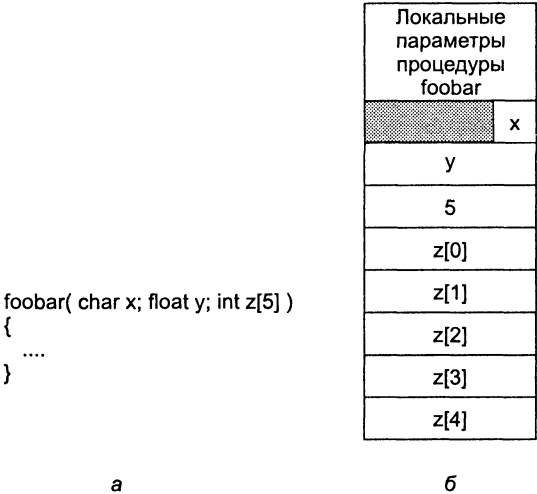 Локальные
параметры
процедуры
foobar
x
y
5
z[0]
z[1]
z[2]
z[3]
z[4]
foobar( char x; float y; int z[5] )
{
....
}
а
б